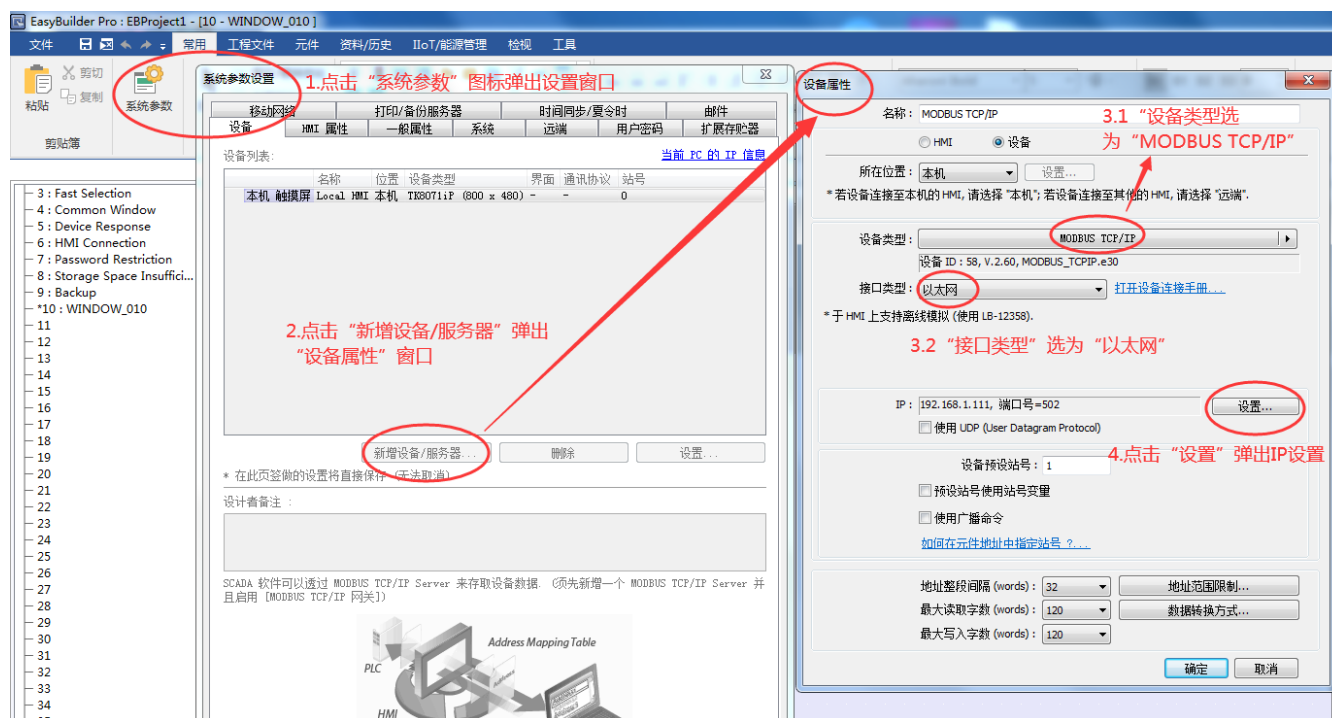 EasyBuilder Pro : EBProject1 - [10 - WINDOW_010 ]
文件 常用 工程文件 元件 资料/历史 IIoT/能源管理 检视 工具
粘贴
剪切
复制
系统参数
剪贴簿
3 : Fast Selection
4 : Common Window
5 : Device Response
6 : HMI Connection
7 : Password Restriction
8 : Storage Space Insuffici...
9 : Backup
*10 : WINDOW_010
11
12
13
14
15
16
17
18
19
20
21
22
23
24
25
26
27
28
29
30
31
32
33
34
系统参数设置
1.点击“系统参数”图标弹出设置窗口
移动网络 打印/备份服务器 时间同步/夏令时 邮件
设备 HMI 属性 一般属性 系统 远端 用户密码 扩展存贮器
设备列表:
当前 PC 的 IP 信息
名称 位置 设备类型 界面 通讯协议 站号
本机 触摸屏 Local HMI 本机 TK8071iP (800 x 480) - - 0
2.点击“新增设备/服务器”弹出
“设备属性”窗口
新增设备/服务器... 删除 设置...
* 在此页签做的设置将直接保存 (无法取消)
设计者备注 :
SCADA 软件可以透过 MODBUS TCP/IP Server 来存取设备数据. (须先新增一个 MODBUS TCP/IP Server 并
且启用 [MODBUS TCP/IP 网关])
Address Mapping Table
PLC
HMI
设备属性
名称 : MODBUS TCP/IP
HMI 设备
3.1“设备类型选
为“MODBUS TCP/IP”
所在位置 : 本机 设置...
* 若设备连接至本机的 HMI, 请选择 "本机"; 若设备连接至其他的 HMI, 请选择 "远端".
设备类型 : MODBUS TCP/IP
设备 ID : 58, V.2.60, MODBUS_TCPIP.e30
接口类型 : 以太网 打开设备连接手册...
* 于 HMI 上支持离线模拟 (使用 LB-12358).
3.2“接口类型”选为“以太网”
IP : 192.168.1.111, 端口号=502 设置...
使用 UDP (User Datagram Protocol)
4.点击“设置”弹出IP设置
设备预设站号 : 1
预设站号使用站号变量
使用广播命令
如何在元件地址中指定站号 ?...
地址整段间隔 (words) : 32 地址范围限制...
最大读取字数 (words) : 120 数据转换方式...
最大写入字数 (words) : 120
确定 取消